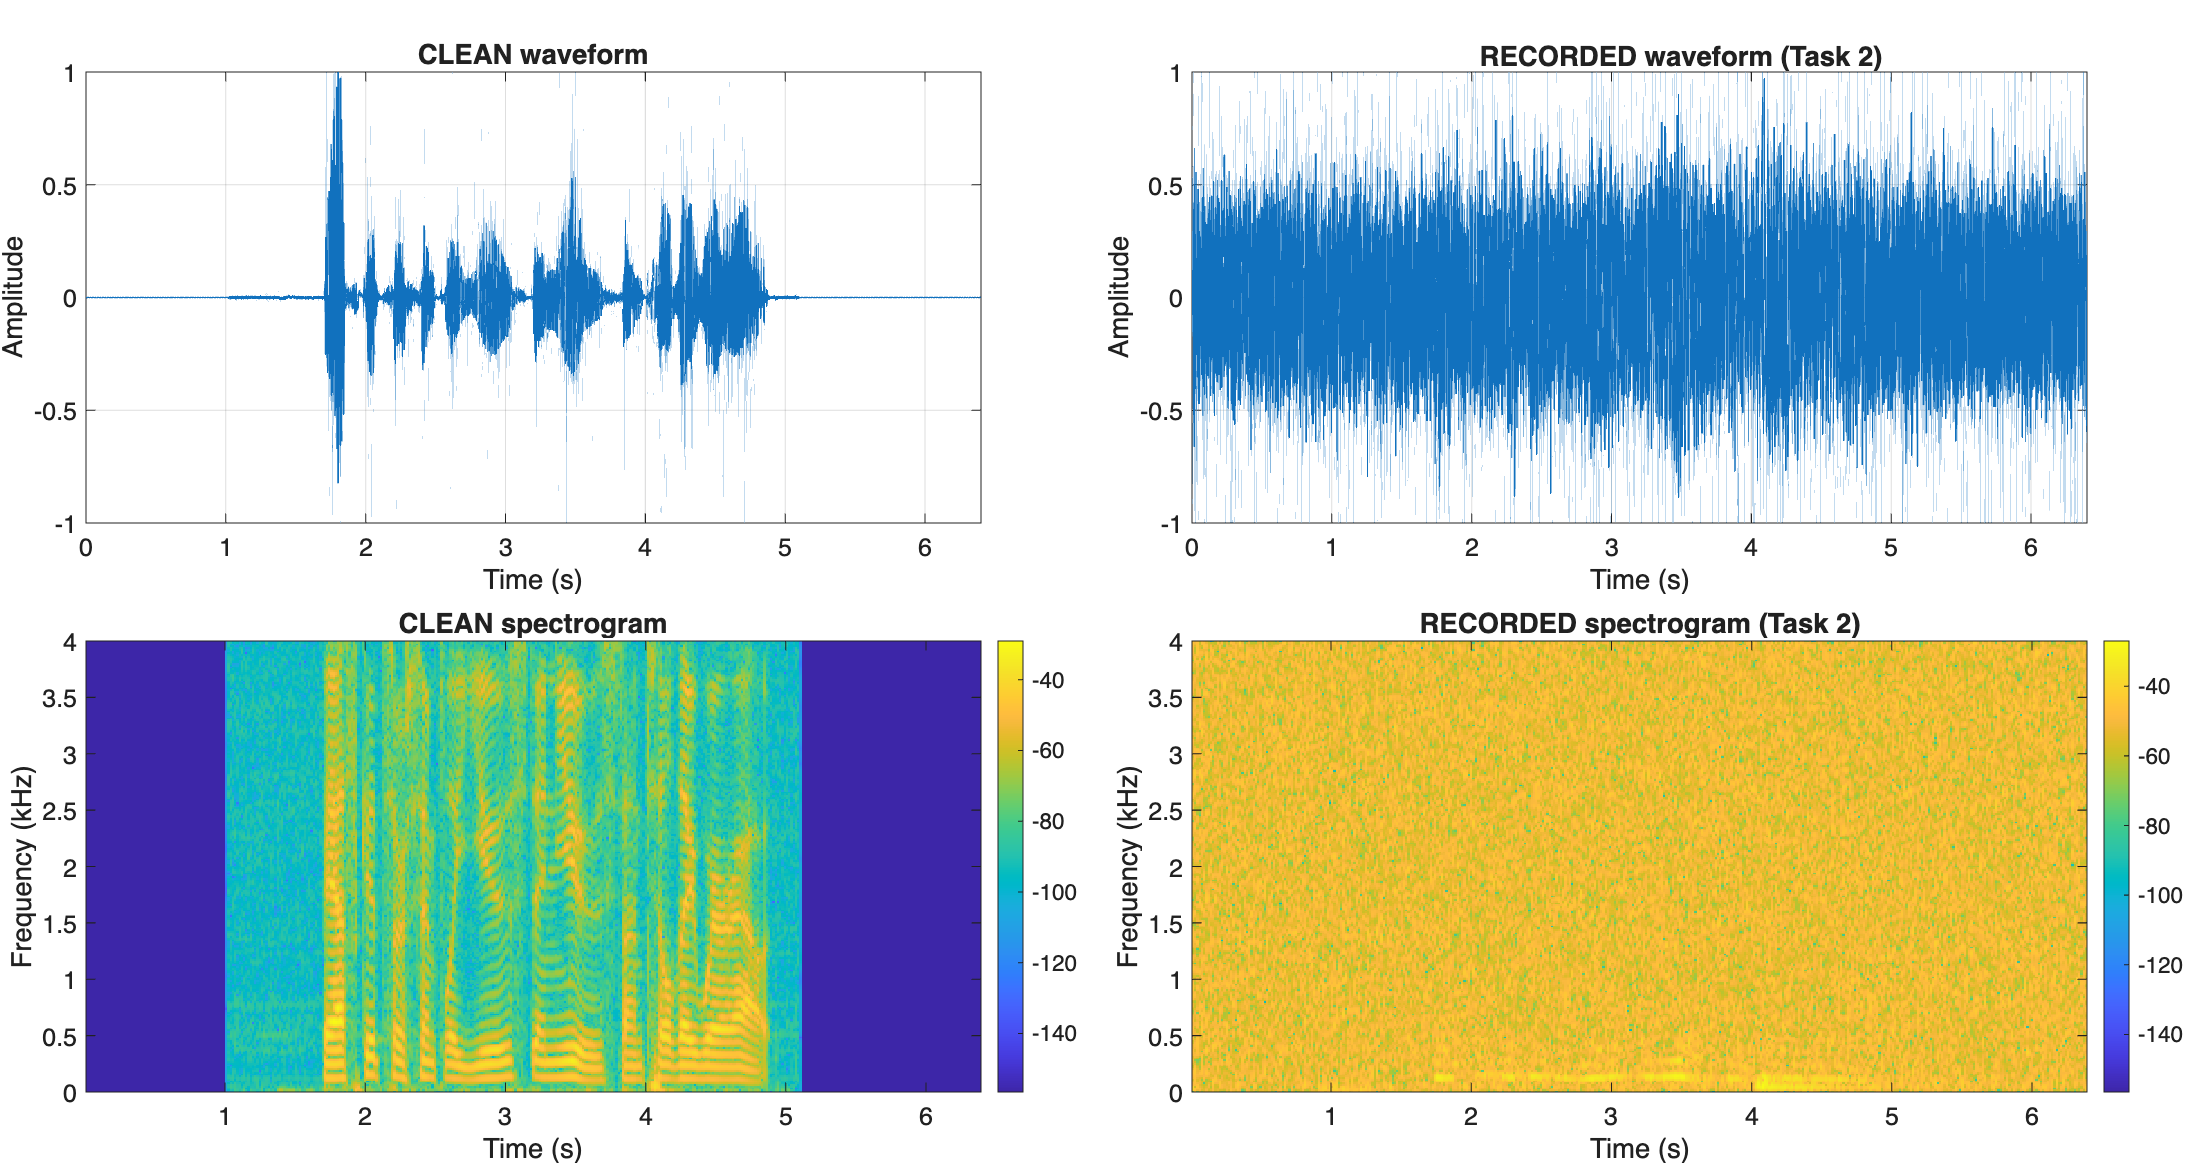 CLEAN waveform
1
0.5
0
-0.5
-1
Amplitude
0 1 2 3 4 5 6
Time (s)
RECORDED waveform (Task 2)
1
0.5
0
-0.5
-1
Amplitude
0 1 2 3 4 5 6
Time (s)
CLEAN spectrogram
4
3.5
3
2.5
2
1.5
1
0.5
0
Frequency (kHz)
1 2 3 4 5 6
Time (s)
-40
-60
-80
-100
-120
-140
RECORDED spectrogram (Task 2)
4
3.5
3
2.5
2
1.5
1
0.5
0
Frequency (kHz)
1 2 3 4 5 6
Time (s)
-40
-60
-80
-100
-120
-140